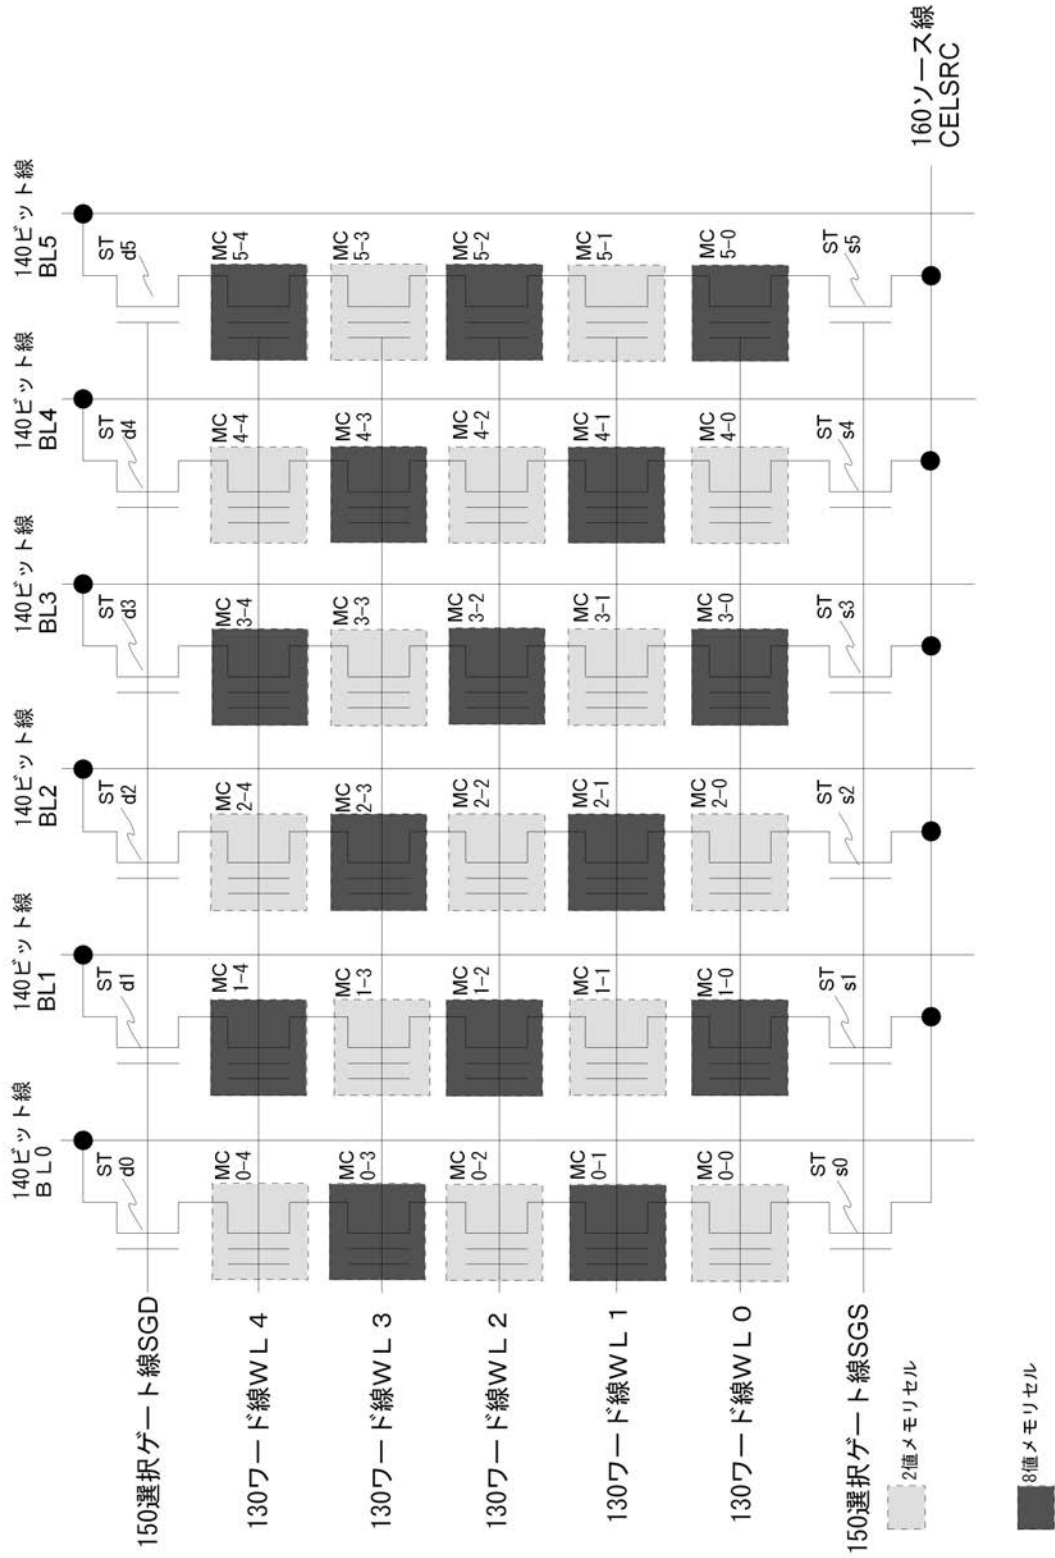 140ビット線
BL0
140ビット線
BL1
140ビット線
BL2
140ビット線
BL3
140ビット線
BL4
140ビット線
BL5
150選択ゲート線SGD
ST
d0
ST
d1
ST
d2
ST
d3
ST
d4
ST
d5
130ワード線WL4
MC
0-4
MC
1-4
MC
2-4
MC
3-4
MC
4-4
MC
5-4
130ワード線WL3
MC
0-3
MC
1-3
MC
2-3
MC
3-3
MC
4-3
MC
5-3
130ワード線WL2
MC
0-2
MC
1-2
MC
2-2
MC
3-2
MC
4-2
MC
5-2
130ワード線WL1
MC
0-1
MC
1-1
MC
2-1
MC
3-1
MC
4-1
MC
5-1
130ワード線WL0
MC
0-0
MC
1-0
MC
2-0
MC
3-0
MC
4-0
MC
5-0
150選択ゲート線SGS
ST
s0
ST
s1
ST
s2
ST
s3
ST
s4
ST
s5
160ソース線
CELSRC
2値メモリセル
8値メモリセル